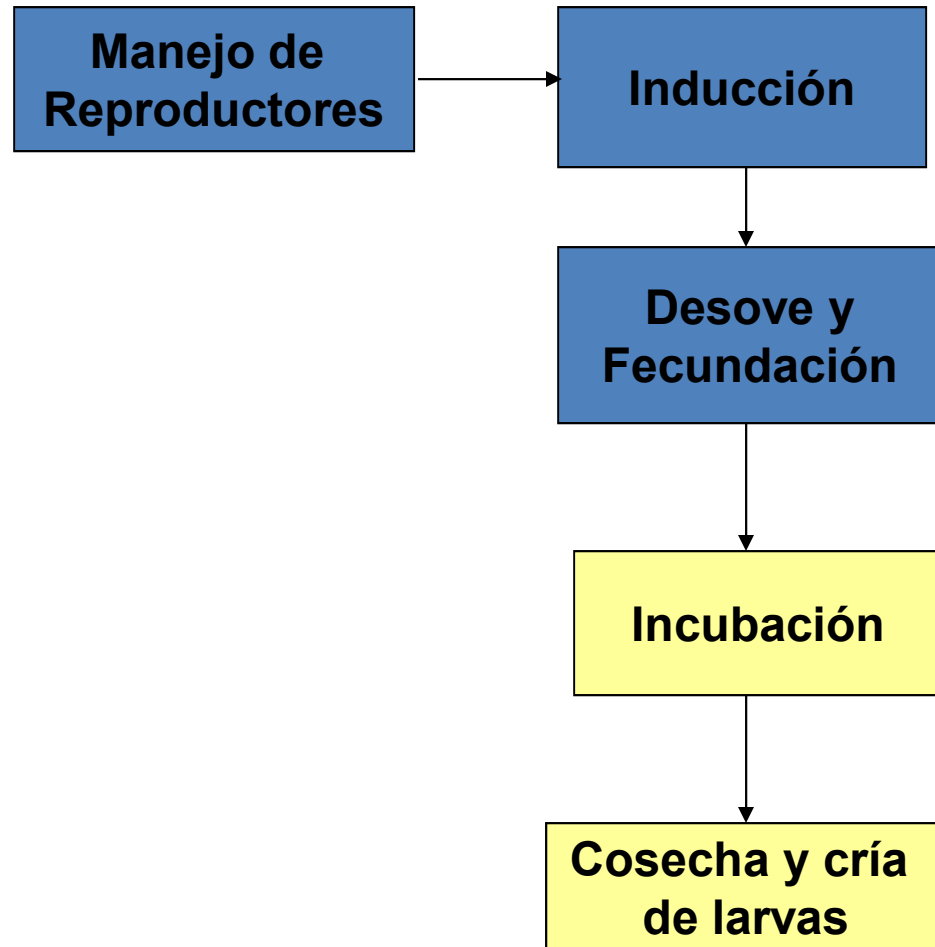 Manejo de
Reproductores
Inducción
Desove y
Fecundación
Incubación
Cosecha y cría
de larvas